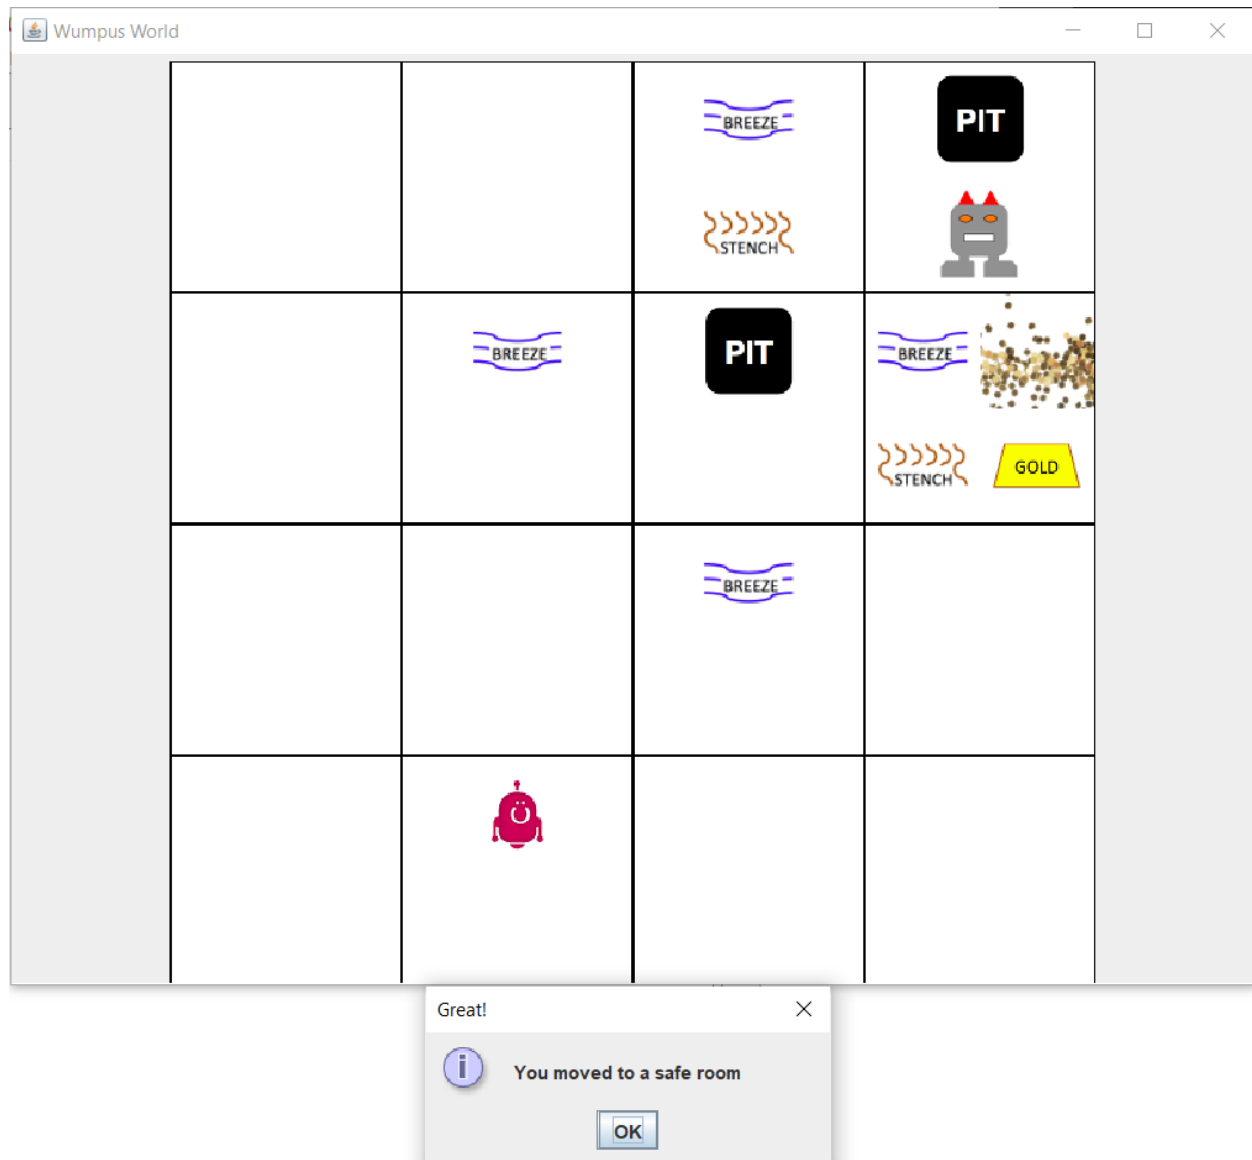 Wumpus World
BREEZE
PIT
STENCH
BREEZE
PIT
BREEZE
STENCH
GOLD
BREEZE
Great!
You moved to a safe room
OK